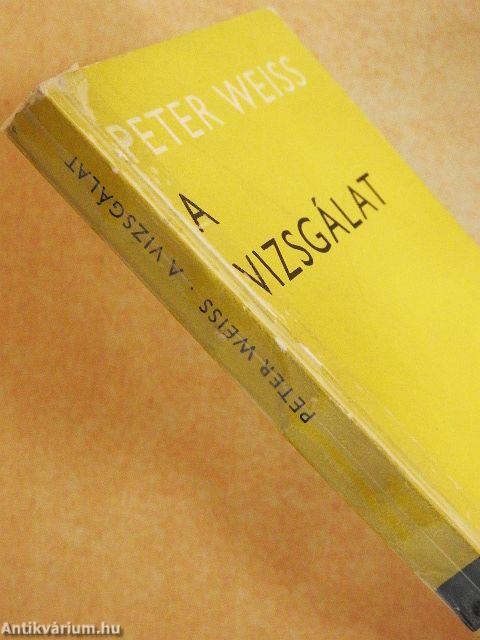 PETER WEISS
A
VIZSGÁLAT
PETER WEISS · A VIZSGÁLAT
Antikvárium.hu